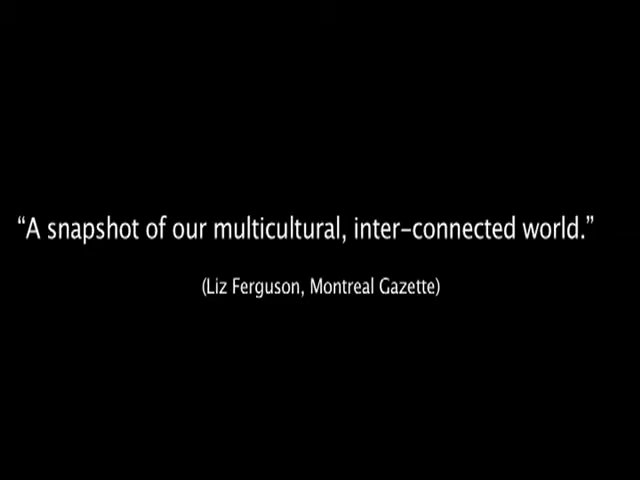 “A snapshot of our multicultural, inter-connected world.”
(Liz Ferguson, Montreal Gazette)